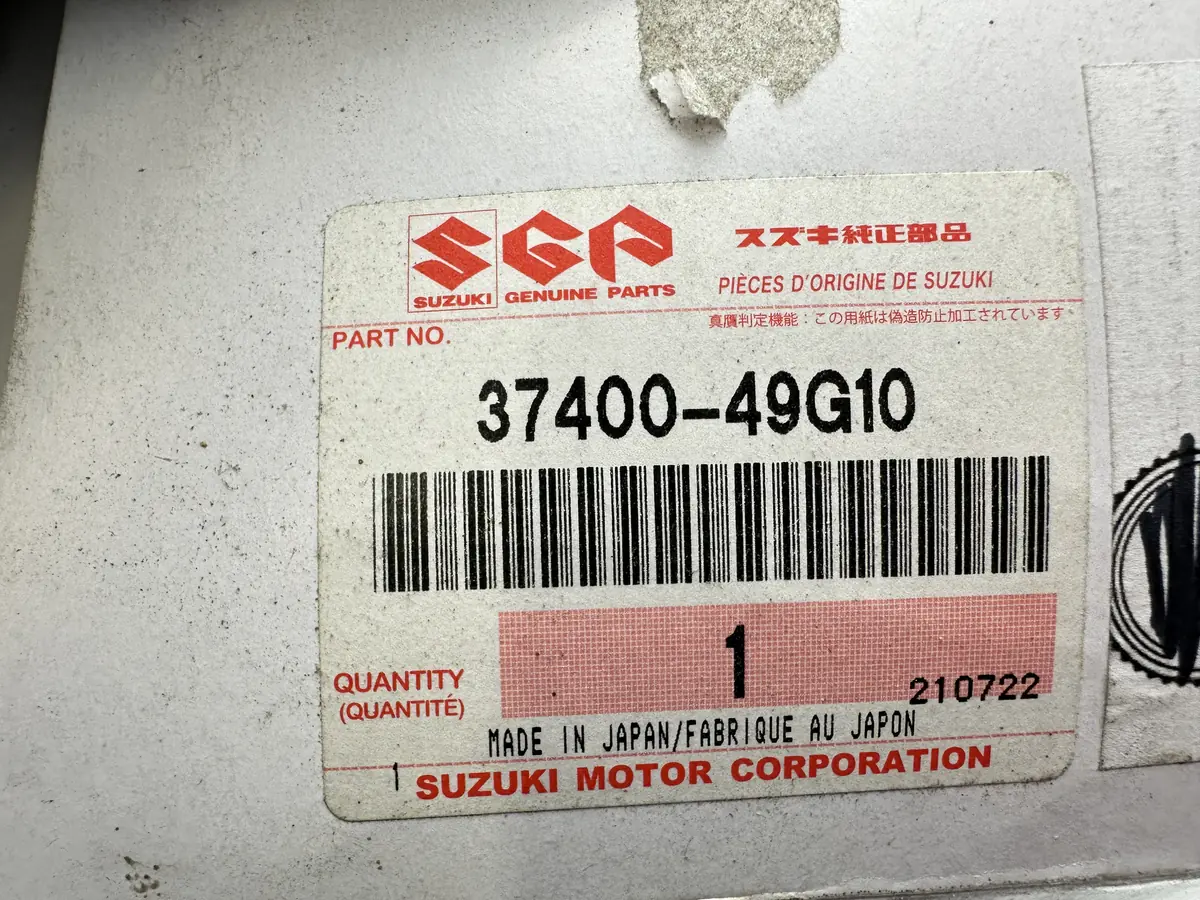 SGP
スズキ純正部品
SUZUKI GENUINE PARTS
PIÈCES D'ORIGINE DE SUZUKI
真贋判定機能:この用紙は偽造防止加工されています
PART NO.
37400-49G10
QUANTITY
(QUANTITÉ)
1
210722
MADE IN JAPAN/FABRIQUE AU JAPON
1 SUZUKI MOTOR CORPORATION